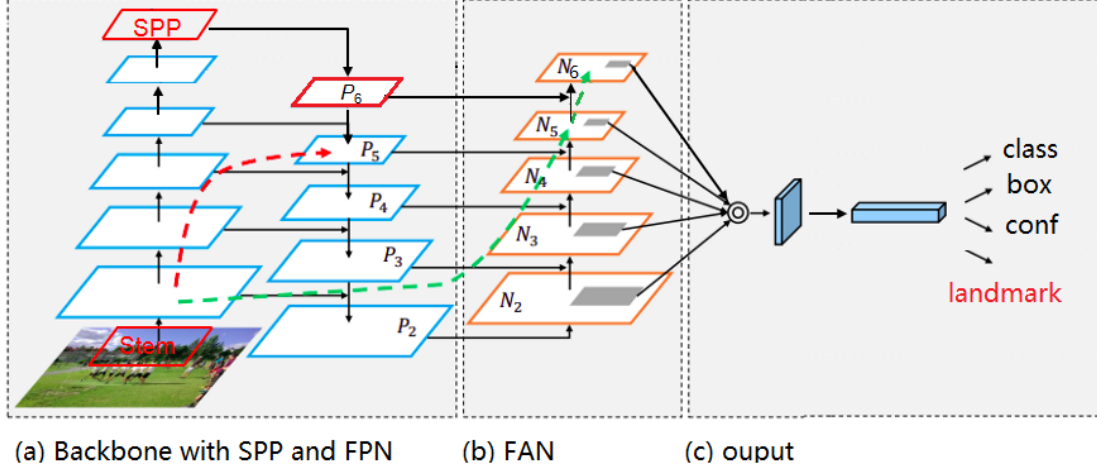 SPP
P6
P5
P4
P3
P2
Stem
N6
N5
N4
N3
N2
class
box
conf
landmark
(a) Backbone with SPP and FPN
(b) FAN
(c) ouput